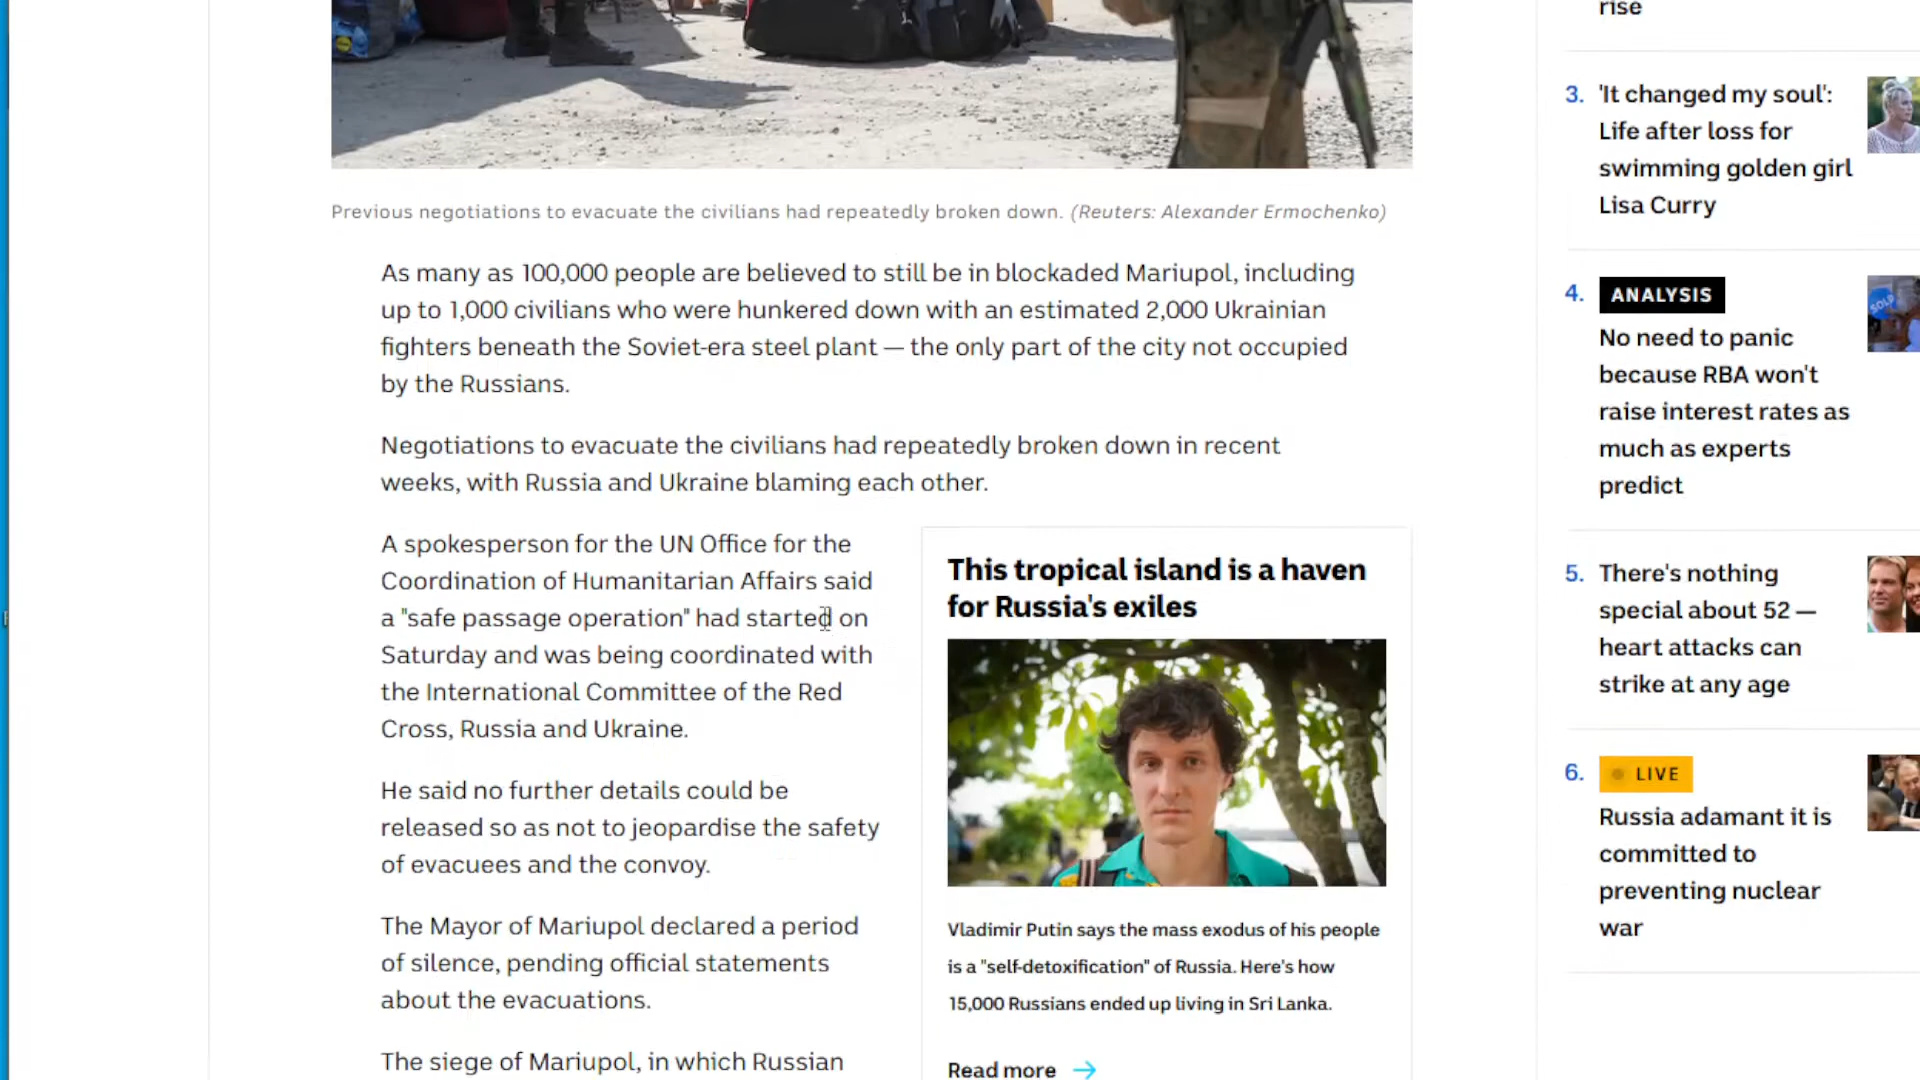 Previous negotiations to evacuate the civilians had repeatedly broken down. (Reuters: Alexander Ermochenko)
As many as 100,000 people are believed to still be in blockaded Mariupol, including
up to 1,000 civilians who were hunkered down with an estimated 2,000 Ukrainian
fighters beneath the Soviet-era steel plant — the only part of the city not occupied
by the Russians.
Negotiations to evacuate the civilians had repeatedly broken down in recent
weeks, with Russia and Ukraine blaming each other.
A spokesperson for the UN Office for the
Coordination of Humanitarian Affairs said
a "safe passage operation" had started on
Saturday and was being coordinated with
the International Committee of the Red
Cross, Russia and Ukraine.
He said no further details could be
released so as not to jeopardise the safety
of evacuees and the convoy.
The Mayor of Mariupol declared a period
of silence, pending official statements
about the evacuations.
The siege of Mariupol, in which Russian
This tropical island is a haven
for Russia's exiles
Vladimir Putin says the mass exodus of his people
is a "self-detoxification" of Russia. Here's how
15,000 Russians ended up living in Sri Lanka.
Read more
rise
3. 'It changed my soul':
Life after loss for
swimming golden girl
Lisa Curry
4. ANALYSIS
No need to panic
because RBA won't
raise interest rates as
much as experts
predict
SOLD
5. There's nothing
special about 52 —
heart attacks can
strike at any age
6. LIVE
Russia adamant it is
committed to
preventing nuclear
war